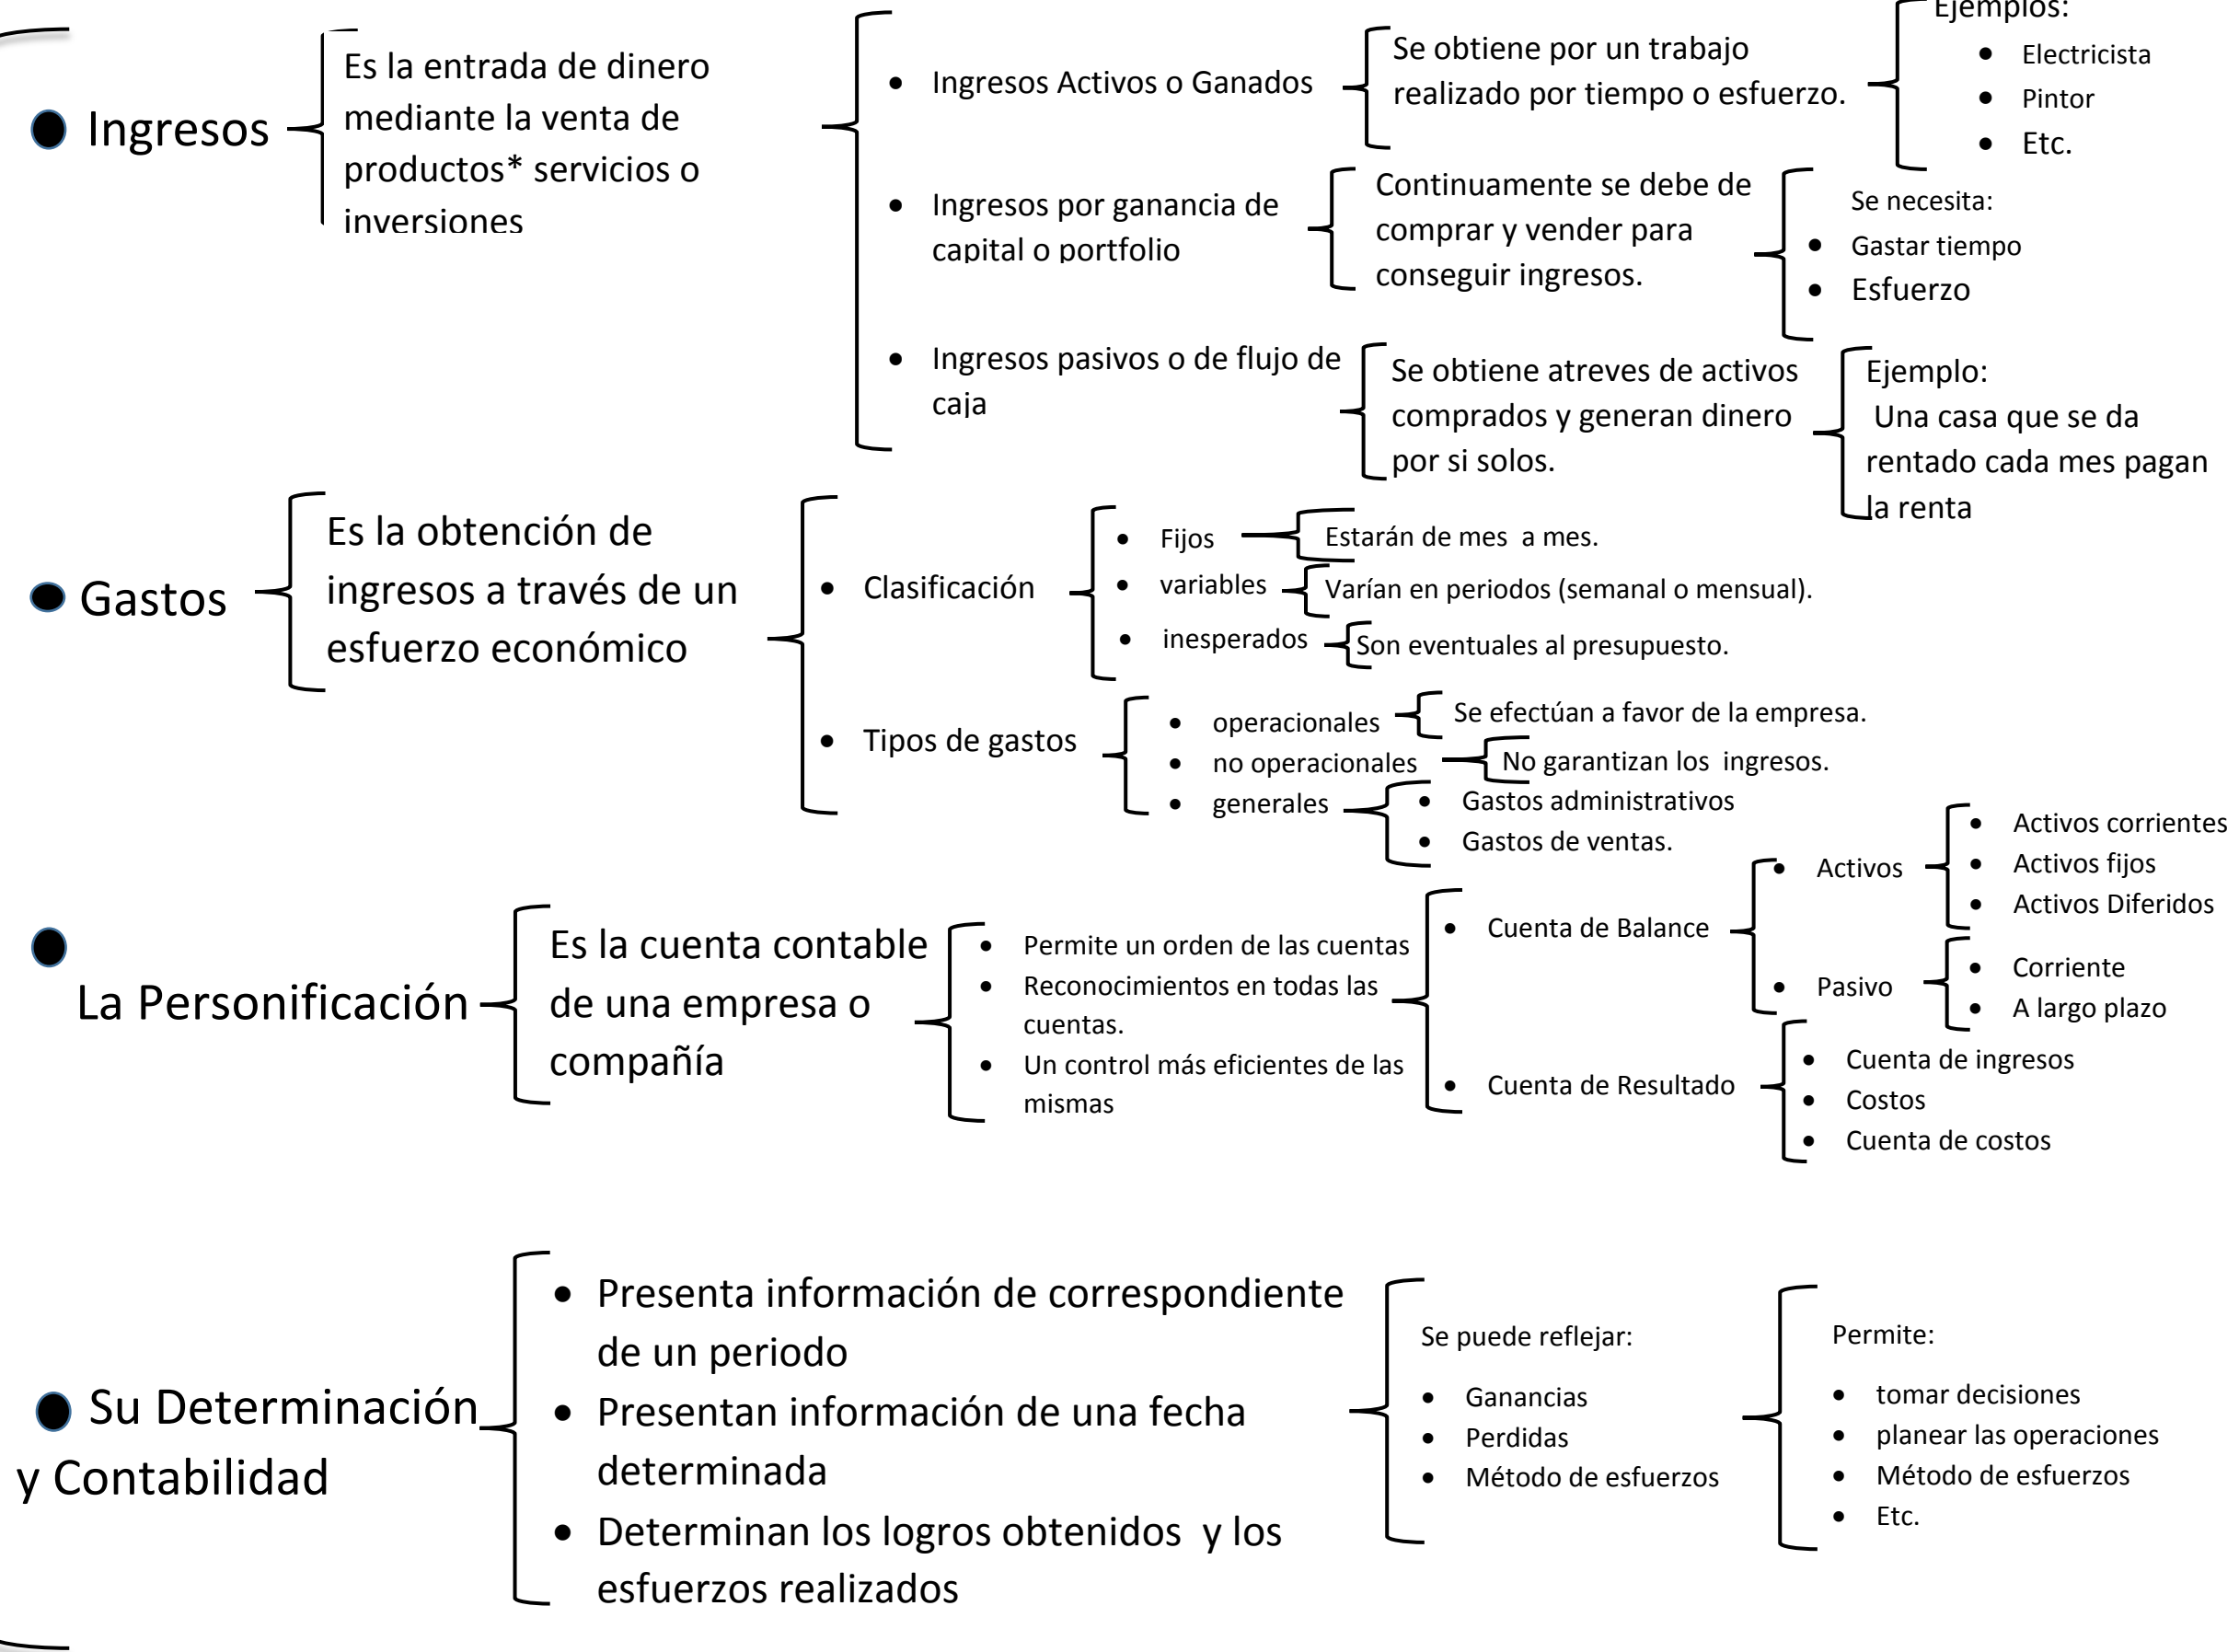 Ingresos
Es la entrada de dinero
mediante la venta de
productos* servicios o
inversiones
• Ingresos Activos o Ganados
Se obtiene por un trabajo
realizado por tiempo o esfuerzo.
Ejemplos:
• Electricista
• Pintor
• Etc.
• Ingresos por ganancia de
capital o portfolio
Continuamente se debe de
comprar y vender para
conseguir ingresos.
Se necesita:
• Gastar tiempo
• Esfuerzo
• Ingresos pasivos o de flujo de
caja
Se obtiene atreves de activos
comprados y generan dinero
por si solos.
Ejemplo:
Una casa que se da
rentado cada mes pagan
la renta
Gastos
Es la obtención de
ingresos a través de un
esfuerzo económico
• Clasificación
• Fijos
Estarán de mes a mes.
• variables
Varían en periodos (semanal o mensual).
• inesperados
Son eventuales al presupuesto.
• Tipos de gastos
• operacionales
Se efectúan a favor de la empresa.
• no operacionales
No garantizan los ingresos.
• generales
• Gastos administrativos
• Gastos de ventas.
La Personificación
Es la cuenta contable
de una empresa o
compañía
• Permite un orden de las cuentas
• Reconocimientos en todas las
cuentas.
• Un control más eficientes de las
mismas
• Cuenta de Balance
• Activos
• Activos corrientes
• Activos fijos
• Activos Diferidos
• Pasivo
• Corriente
• A largo plazo
• Cuenta de Resultado
• Cuenta de ingresos
• Costos
• Cuenta de costos
Su Determinación
y Contabilidad
• Presenta información de correspondiente
de un periodo
• Presentan información de una fecha
determinada
• Determinan los logros obtenidos y los
esfuerzos realizados
Se puede reflejar:
• Ganancias
• Perdidas
• Método de esfuerzos
Permite:
• tomar decisiones
• planear las operaciones
• Método de esfuerzos
• Etc.